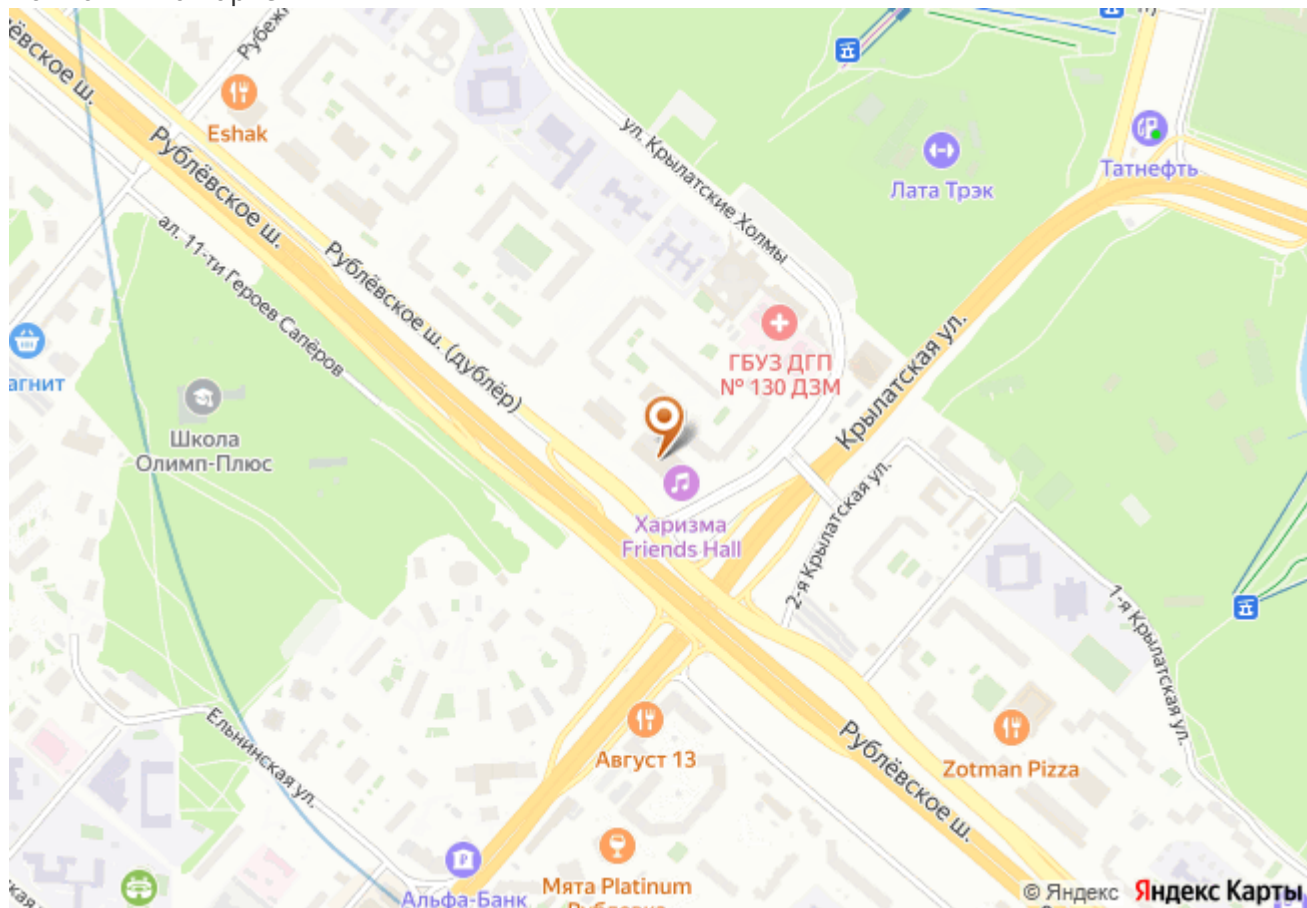 Рубежн
Eshak
ёвское ш.
Рублёвское ш.
ул. Крылатские Холмы
Лата Трэк
Татнефть
ал. 11-ти Героев Сапёров
Рублёвское ш. (дублёр)
агнит
ГБУЗ ДГП
№ 130 ДЗМ
Крылатская ул.
Школа
Олимп-Плюс
Харизма
Friends Hall
2-я Крылатская ул.
1-я Крылатская ул.
Ельнинская ул.
Август 13
Рублёвское ш.
Zotman Pizza
Альфа-Банк
Мята Platinum
© Яндекс Яндекс Карты